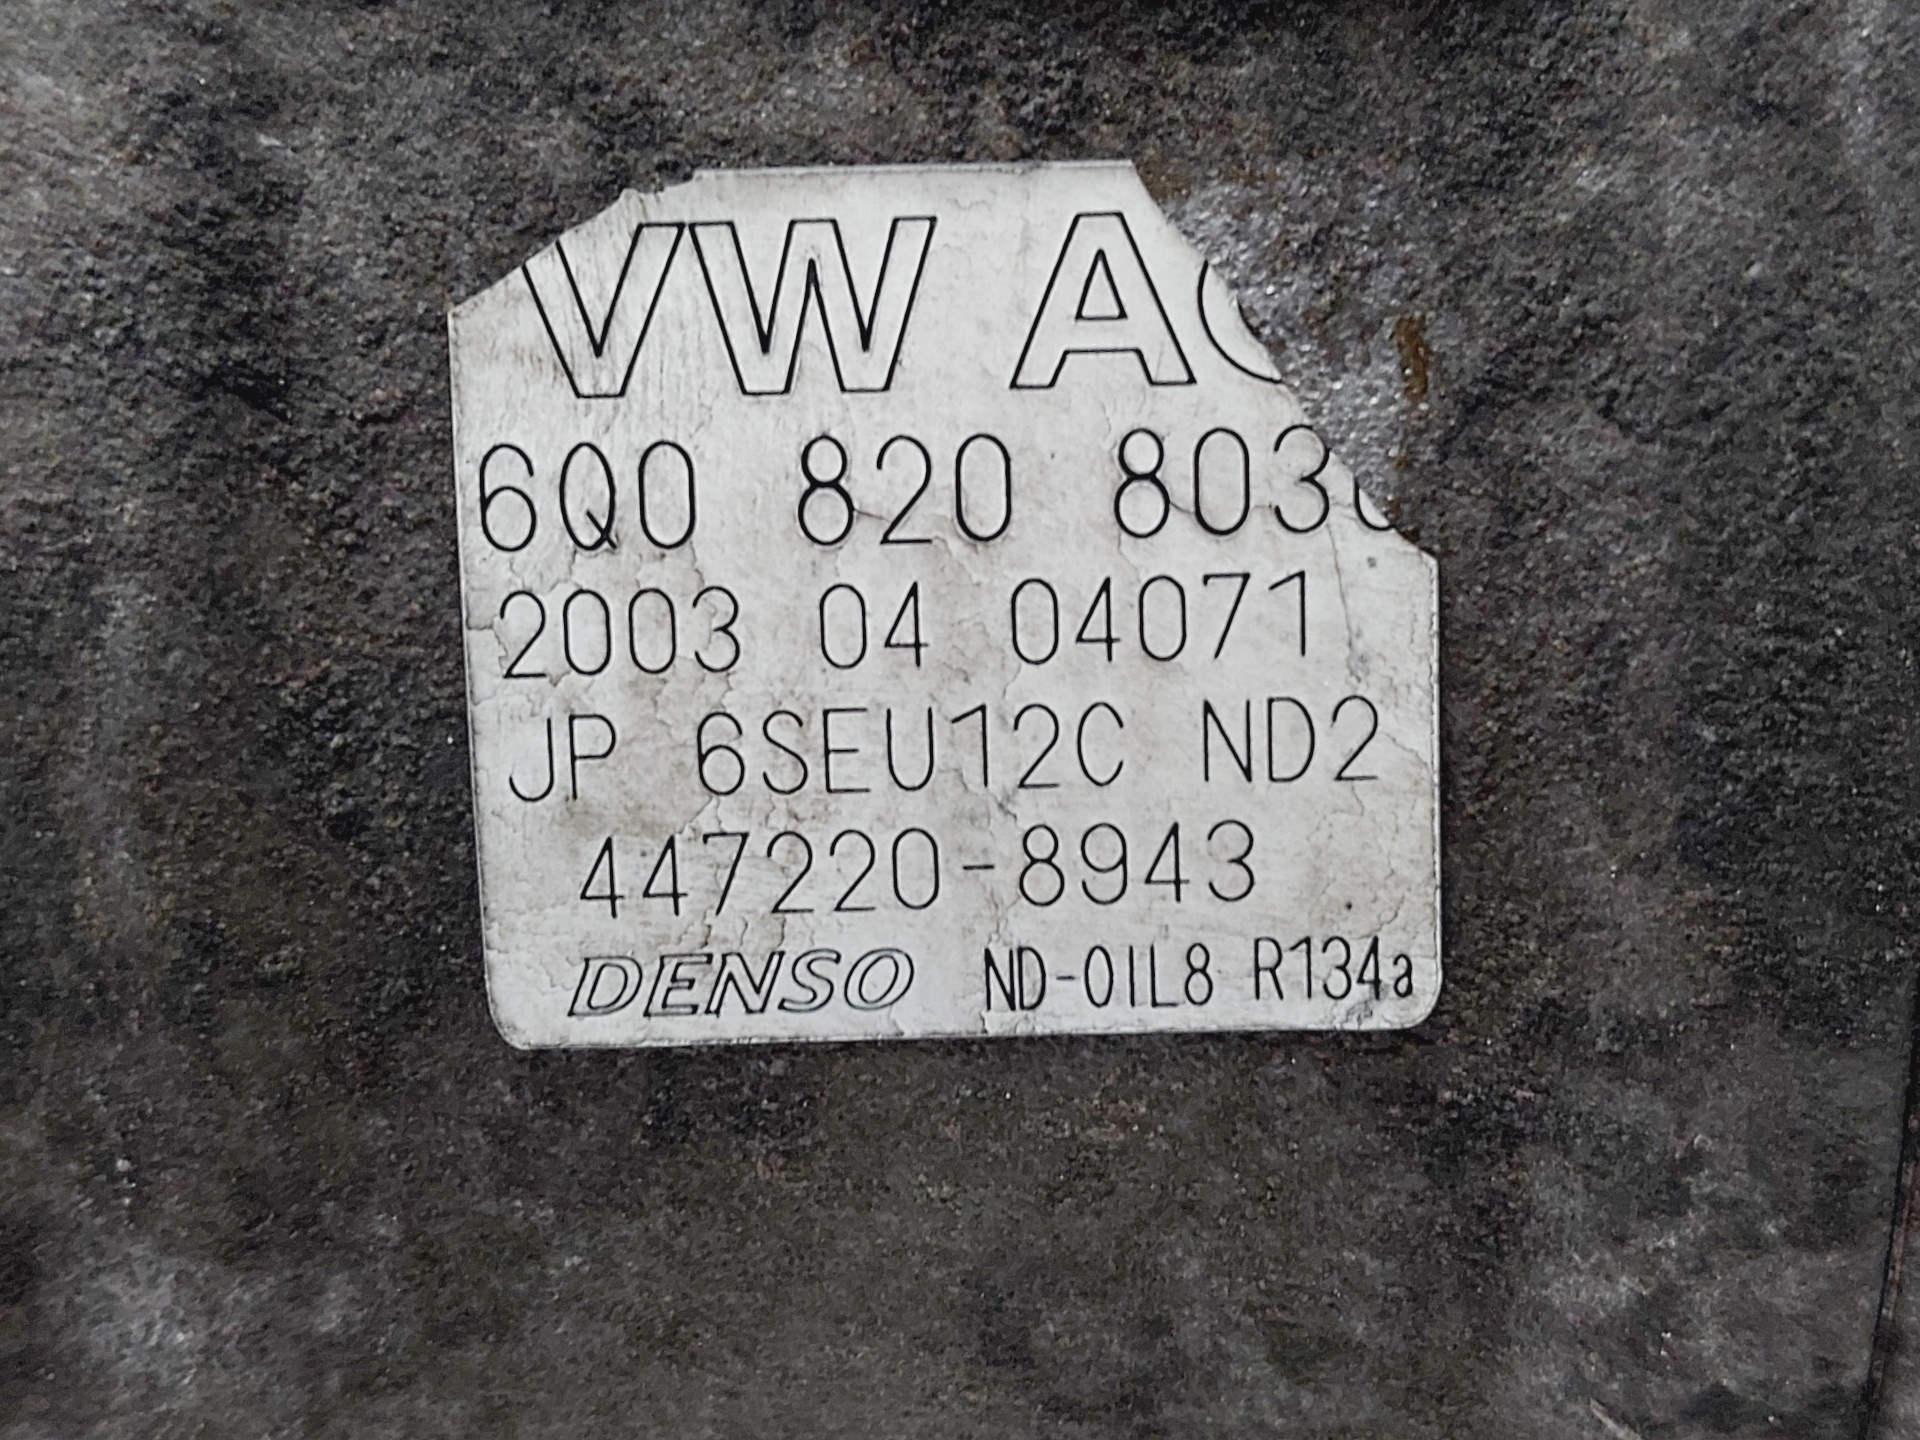 VW A
6Q0 820 803
2003 04 04071
JP 6SEU12C ND2
447220-8943
DENSO ND-OIL8 R134a